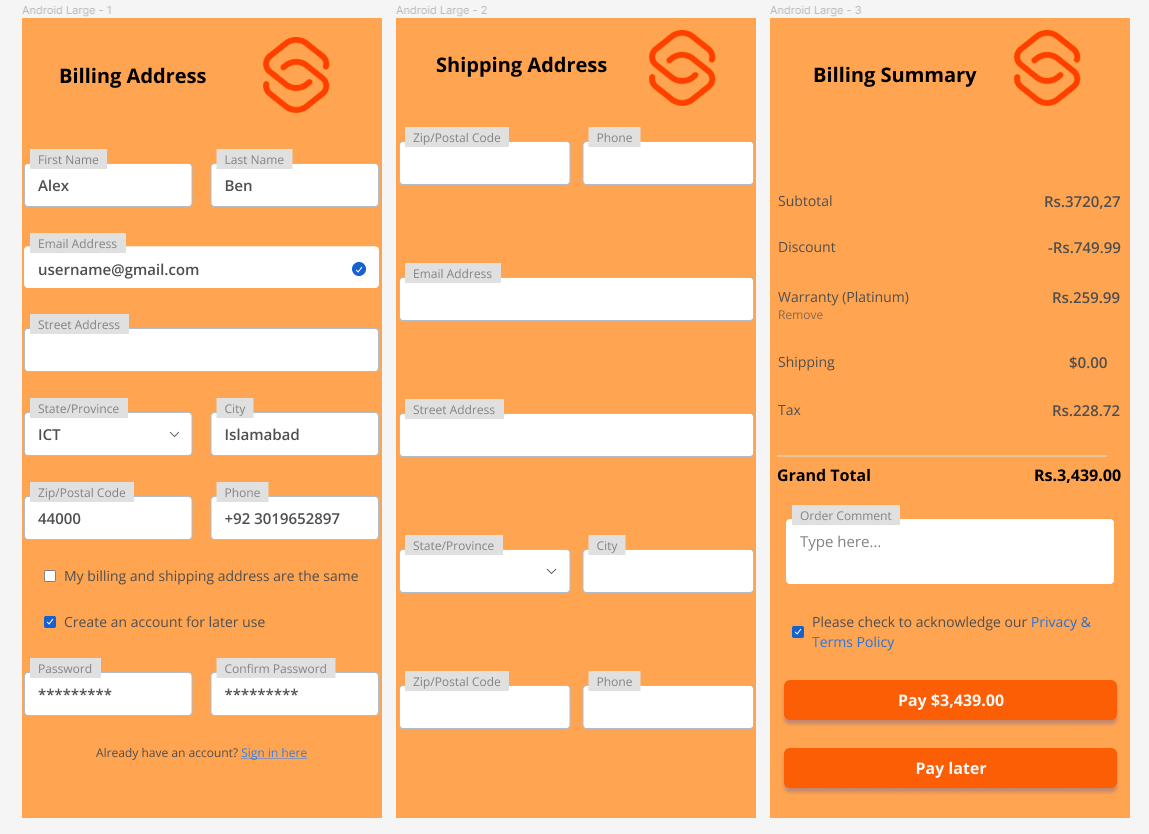 Android Large - 1
Billing Address
First Name
Last Name
Alex
Ben
Email Address
username@gmail.com
Street Address
State/Province
City
ICT
Islamabad
Zip/Postal Code
Phone
44000
+92 3019652897
My billing and shipping address are the same
Create an account for later use
Password
Confirm Password
*********
*********
Already have an account? Sign in here
Android Large - 2
Shipping Address
Zip/Postal Code
Phone
Email Address
Street Address
State/Province
City
Zip/Postal Code
Phone
Android Large - 3
Billing Summary
Subtotal
Rs.3720,27
Discount
-Rs.749.99
Warranty (Platinum)
Rs.259.99
Remove
Shipping
$0.00
Tax
Rs.228.72
Grand Total
Rs.3,439.00
Order Comment
Type here...
Please check to acknowledge our Privacy &
Terms Policy
Pay $3,439.00
Pay later